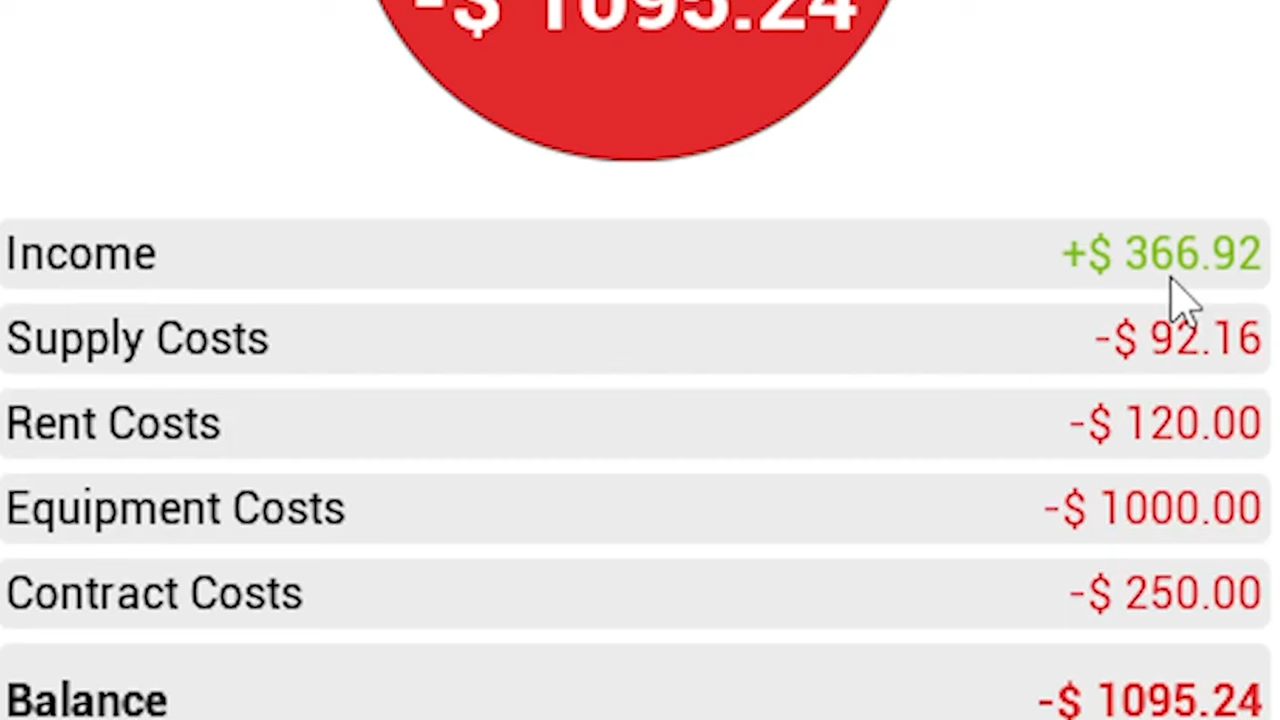 -$ 1095.24
Income +$ 366.92
Supply Costs -$ 92.16
Rent Costs -$ 120.00
Equipment Costs -$ 1000.00
Contract Costs -$ 250.00
Balance -$ 1095.24